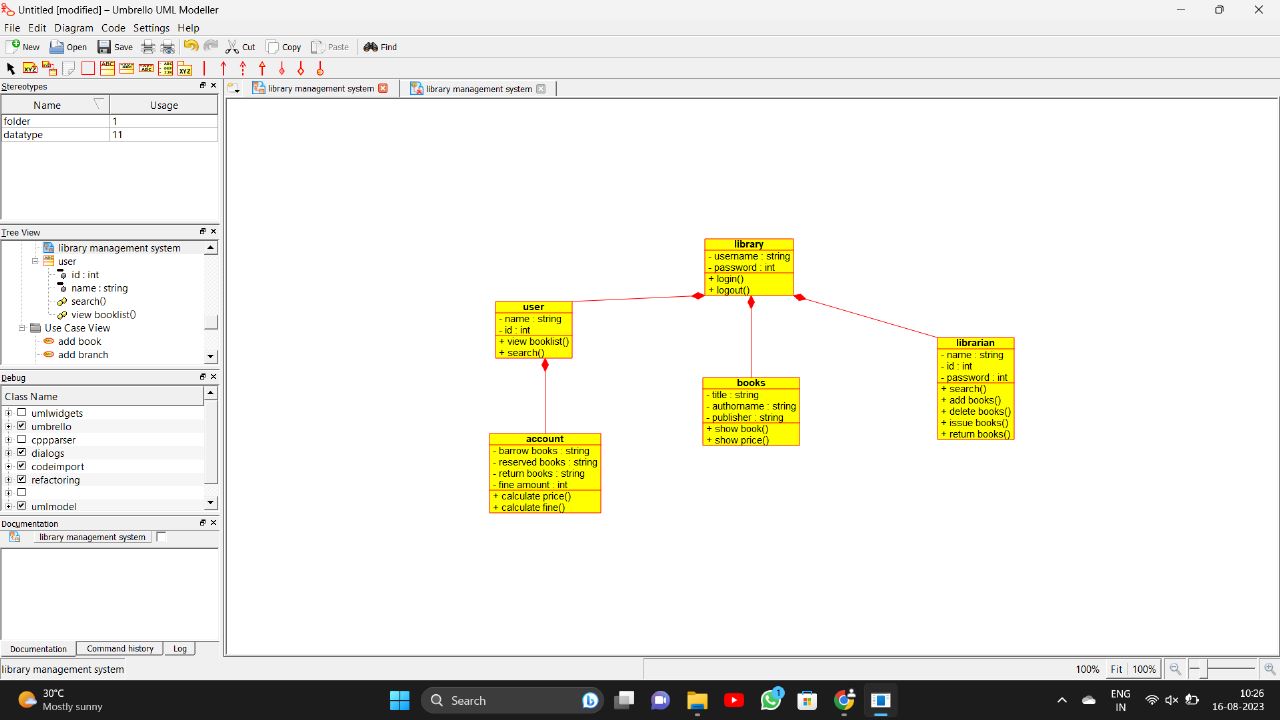 Untitled [modified] – Umbrello UML Modeller
File Edit Diagram Code Settings Help
New Open Save Cut Copy Paste Find
Stereotypes
library management system
library management system
Name Usage
folder 1
datatype 11
Tree View
library management system
user
id : int
name : string
search()
view booklist()
Use Case View
add book
add branch
Debug
Class Name
umlwidgets
umbrello
cppparser
dialogs
codeimport
refactoring
umlmodel
Documentation
library management system
Documentation Command history Log
library management system
library
- username : string
- password : int
+ login()
+ logout()
user
- name : string
- id : int
+ view booklist()
+ search()
books
- title : string
- authorname : string
- publisher : string
+ show book()
+ show price()
librarian
- name : string
- id : int
- password : int
+ search()
+ add books()
+ delete books()
+ issue books()
+ return books()
account
- barrow books : string
- reserved books : string
- return books : string
- fine amount : int
+ calculate price()
+ calculate fine()
100% Fit 100%
30°C
Mostly sunny
Search
1
ENG
IN
10:26
16-08-2023